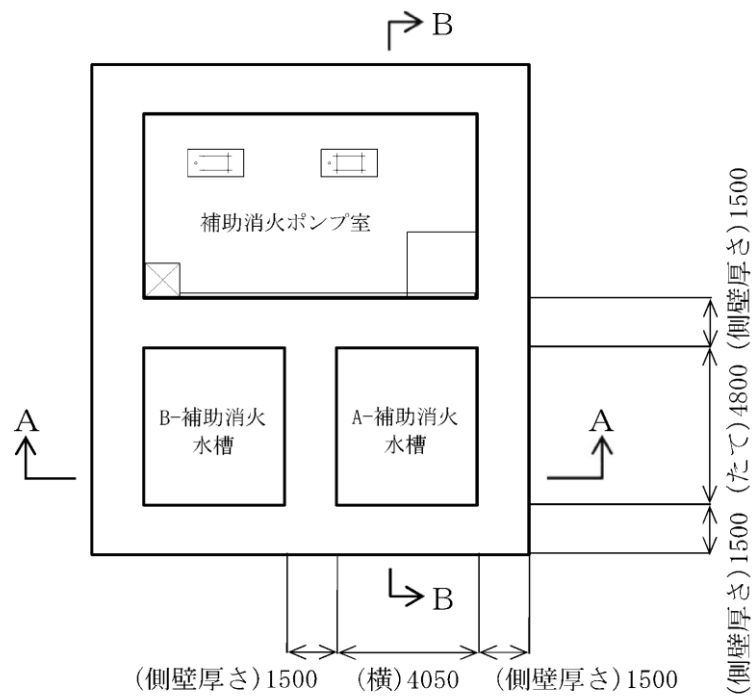 B
補助消火ポンプ室
(側壁厚さ)1500
A
B-補助消火
水槽
A-補助消火
水槽
A
(たて)4800
(側壁厚さ)1500
B
(側壁厚さ)1500
(横)4050
(側壁厚さ)1500